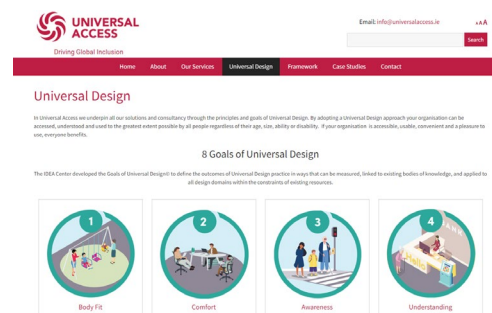 UNIVERSAL
ACCESS
Driving Global Inclusion
Email: info@universalaccess.ie
A A A
Search
Home About Our Services Universal Design Framework Case Studies Contact
Universal Design
In Universal Access we underpin all our solutions and consultancy through the principles and goals of Universal Design. By adopting a Universal Design approach your organisation can be
accessed, understood and used to the greatest extent possible by all people regardless of their age, size, ability or disability. If your organisation is accessible, usable, convenient and a pleasure to
use, everyone benefits.
8 Goals of Universal Design
The IDEA Center developed the Goals of Universal Design® to define the outcomes of Universal Design practice in ways that can be measured, linked to existing bodies of knowledge, and applied to
all design domains within the constraints of existing resources.
1 2 3 4
Hello
Body Fit Comfort Awareness Understanding